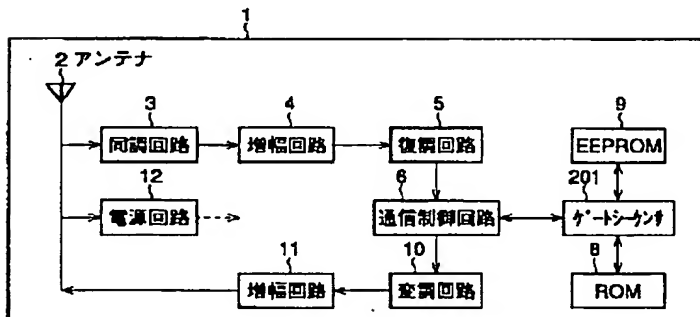 1
2 アンテナ
3
4
5
9
同調回路
増幅回路
復調回路
EEPROM
12
6
201
電源回路
通信制御回路
ゲートシーケンサ
11
10
8
増幅回路
変調回路
ROM